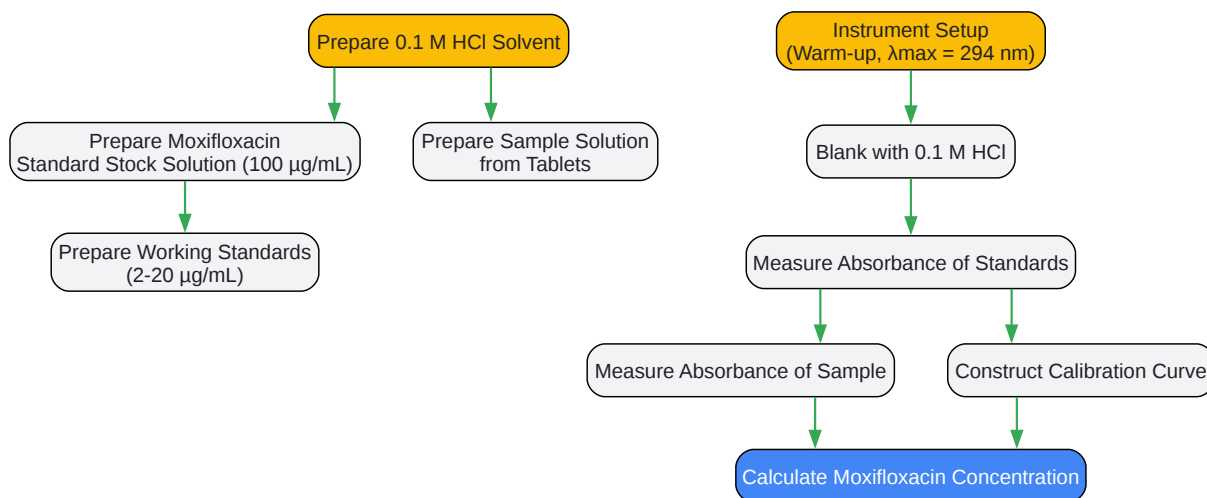 Prepare 0.1 M HCl Solvent
Prepare Moxifloxacin
Standard Stock Solution (100 µg/mL)
Prepare Sample Solution
from Tablets
Prepare Working Standards
(2-20 µg/mL)
Instrument Setup
(Warm-up, λmax = 294 nm)
Blank with 0.1 M HCl
Measure Absorbance of Standards
Measure Absorbance of Sample
Construct Calibration Curve
Calculate Moxifloxacin Concentration